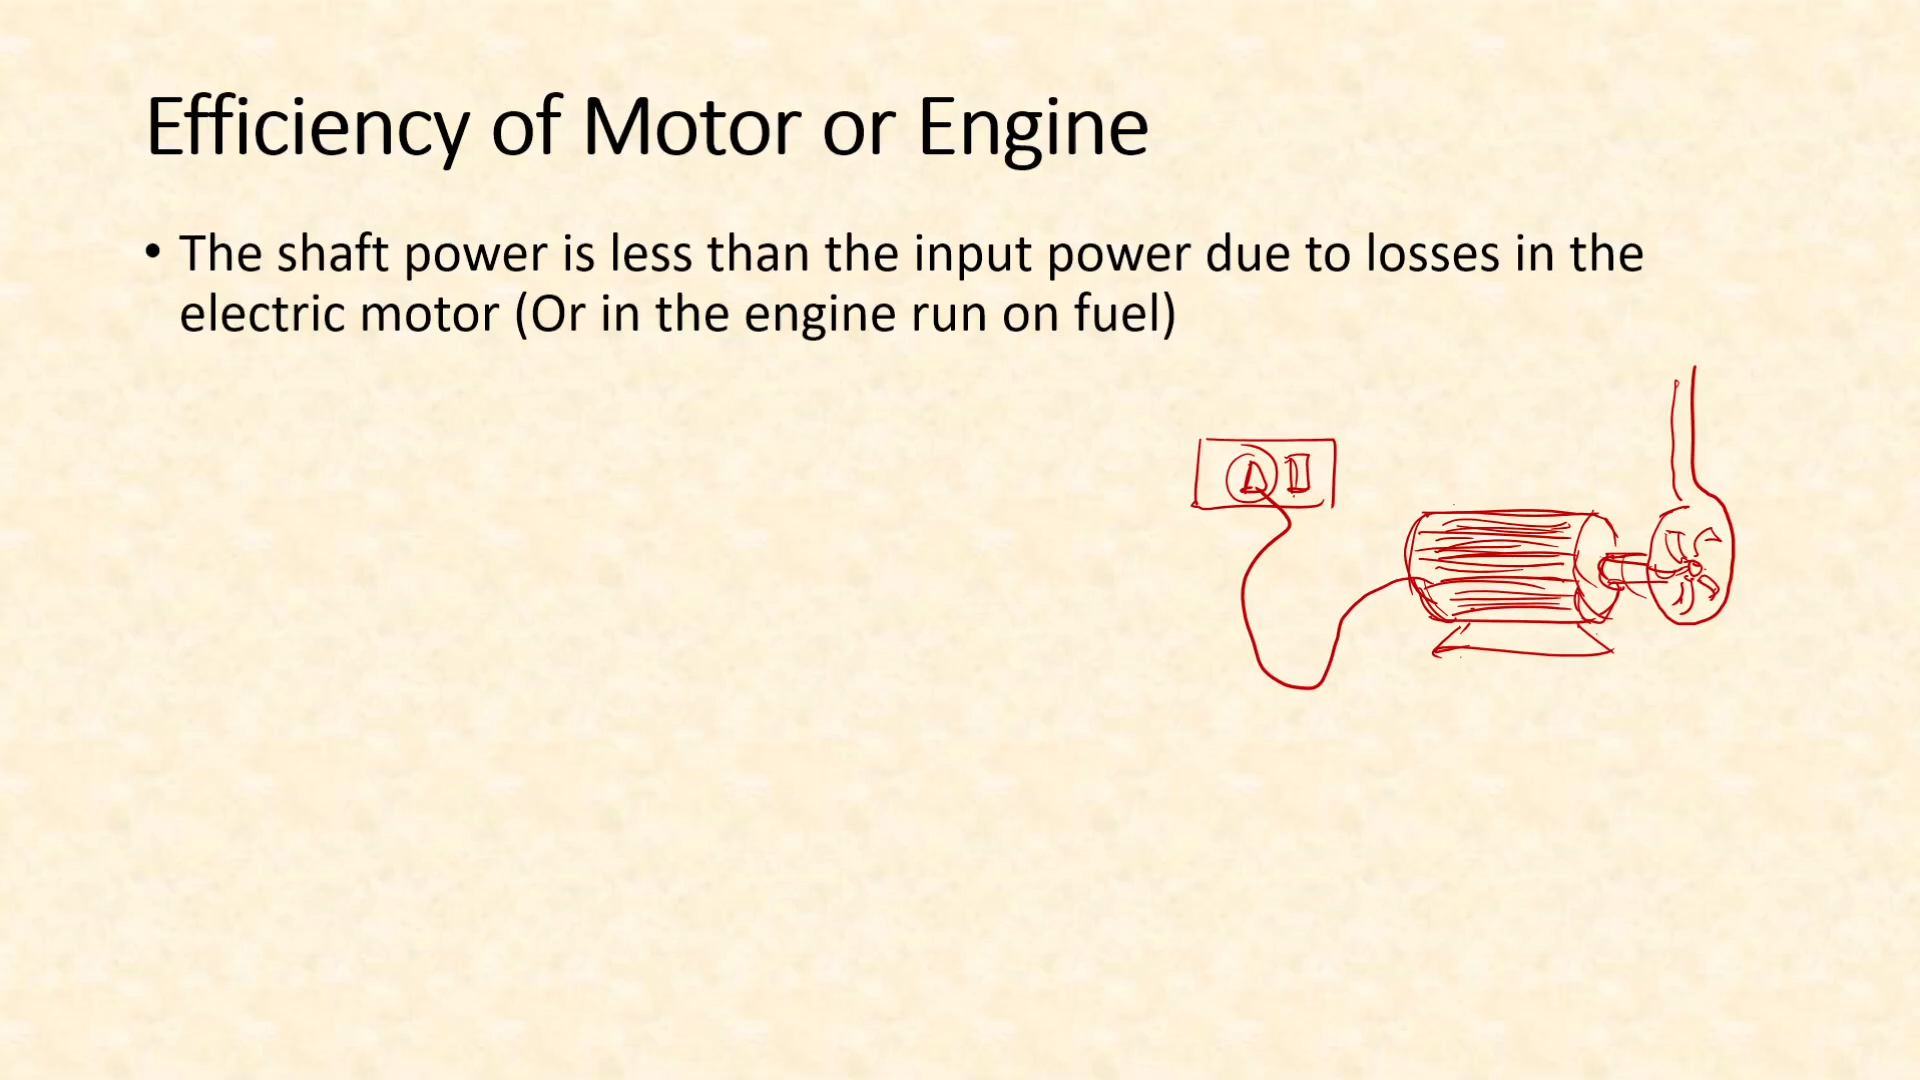 Efficiency of Motor or Engine
• The shaft power is less than the input power due to losses in the
electric motor (Or in the engine run on fuel)